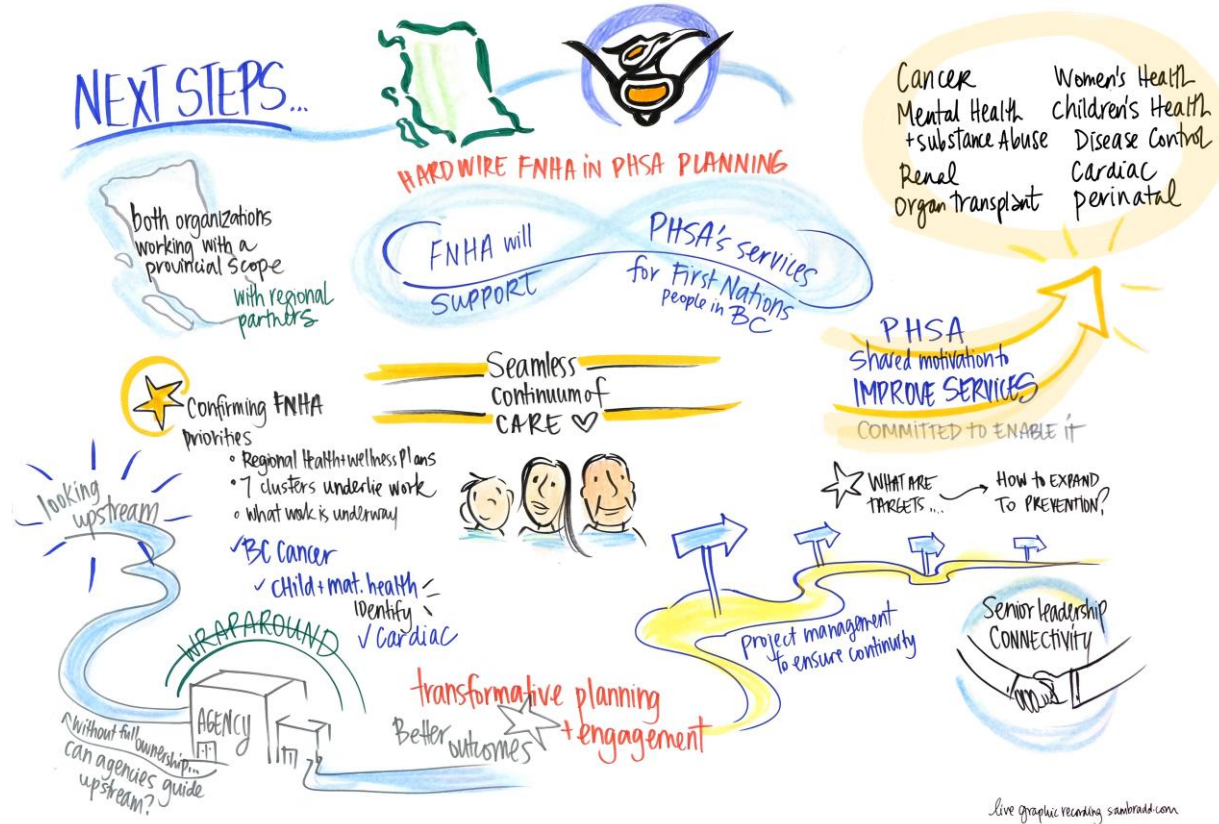 NEXT STEPS...
HARDWIRE FNHA in PHSA PLANNING
both organizations
working with a
provincial scope
with regional
partners
FNHA will
SUPPORT
PHSA's services
for First Nations
people in BC
Cancer
Mental Health
+ substance Abuse
Renal
Organ transplant
Women's Health
Children's Health
Disease Control
Cardiac
perinatal
PHSA
Shared motivation to
IMPROVE SERVICES
COMMITTED TO ENABLE iT
Seamless
continuum of
CARE ♡
Confirming FNHA
priorities
° Regional Health + wellness Plans
° 7 clusters underlie work
° what work is underway
✓ BC Cancer
✓ Child + mat. health
IDentify
✓ Cardiac
looking
upstream
WHAT ARE
TARGETS....
HOW TO EXPAND
TO PREVENTION?
WRAPAROUND
AGENCY
without full ownership...
can agencies guide
upstream?
Better
outcomes
transformative planning
+ engagement
project management
to ensure continuity
Senior leadership
CONNECTIVITY
live graphic recording sambradd.com